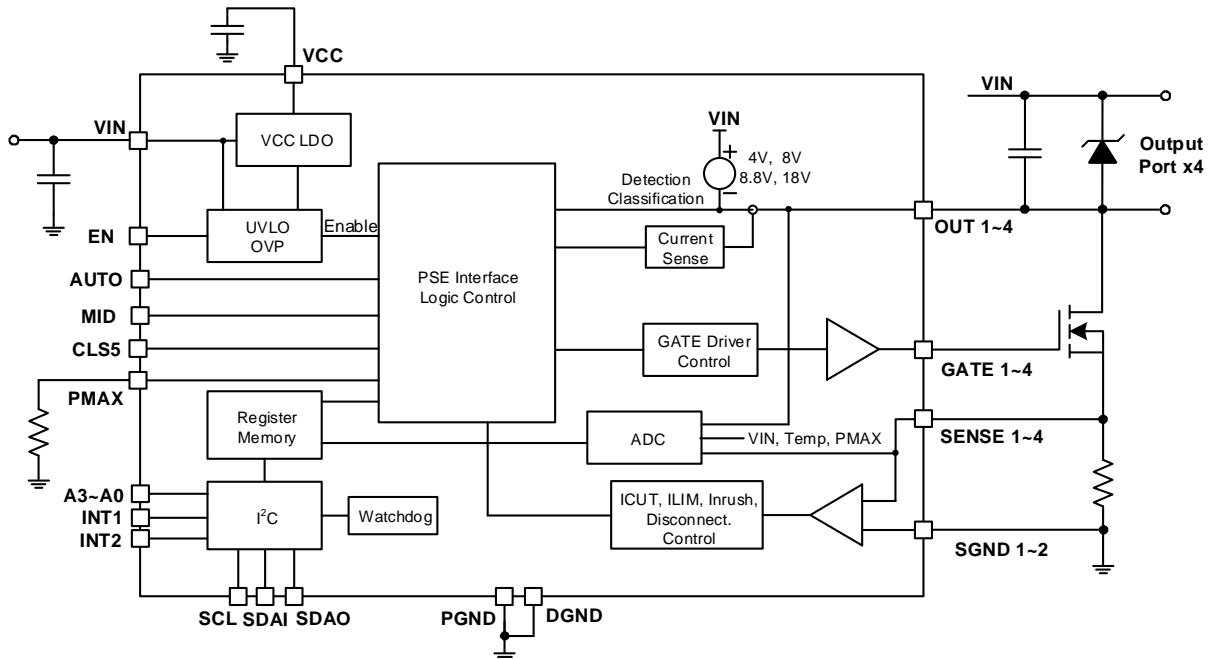 VCC
VIN
VCC LDO
VIN
4V, 8V
8.8V, 18V
VIN
Output
Port x4
Detection
Classification
EN
UVLO
OVP
Enable
Current
Sense
OUT 1~4
AUTO
MID
CLS5
PMAX
PSE Interface
Logic Control
GATE Driver
Control
GATE 1~4
Register
Memory
ADC
VIN, Temp, PMAX
SENSE 1~4
A3~A0
INT1
INT2
I²C
Watchdog
ICUT, ILIM, Inrush,
Disconnect.
Control
SGND 1~2
SCL
SDAI
SDAO
PGND
DGND